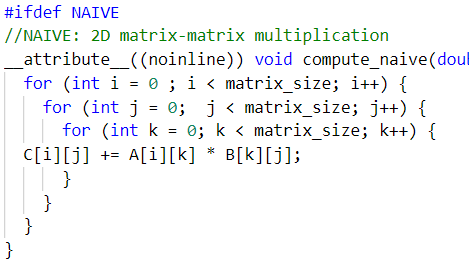 #ifdef NAIVE
//NAIVE: 2D matrix-matrix multiplication
__attribute__((noinline)) void compute_naive(doul
for (int i = 0 ; i < matrix_size; i++) {
for (int j = 0;  j < matrix_size; j++) {
for (int k = 0; k < matrix_size; k++) {
C[i][j] += A[i][k] * B[k][j];
}
}
}
}